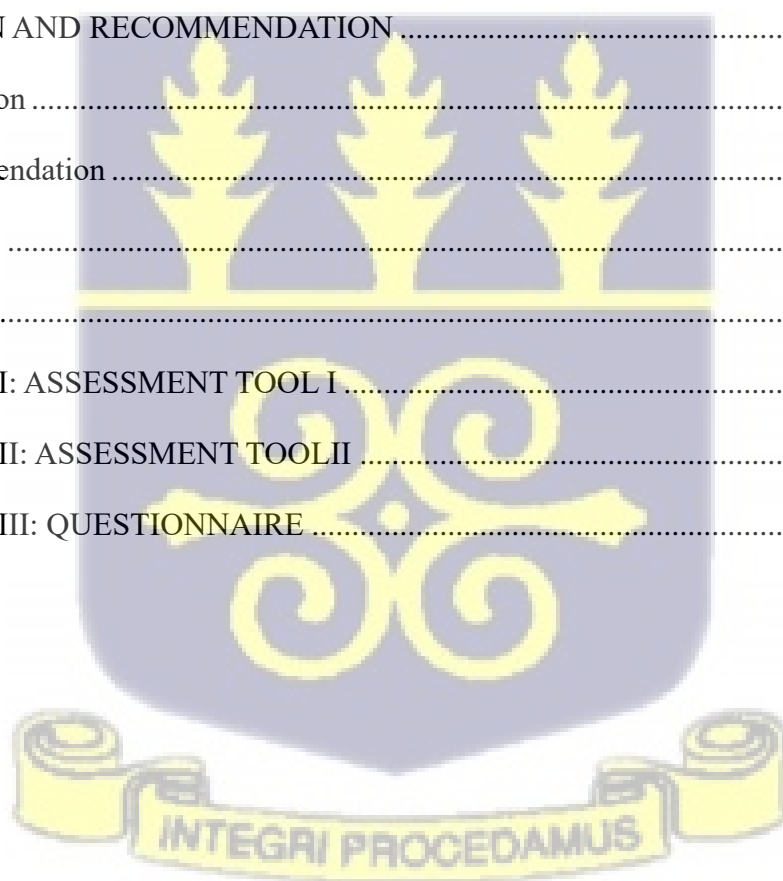 N AND RECOMMENDATION ................................................
on ................................................................................................
endation ......................................................................................
................................................................................................
................................................................................................
I: ASSESSMENT TOOL I .......................................................
II: ASSESSMENT TOOLII .....................................................
III: QUESTIONNAIRE ...........................................................
INTEGRI PROCEDAMUS